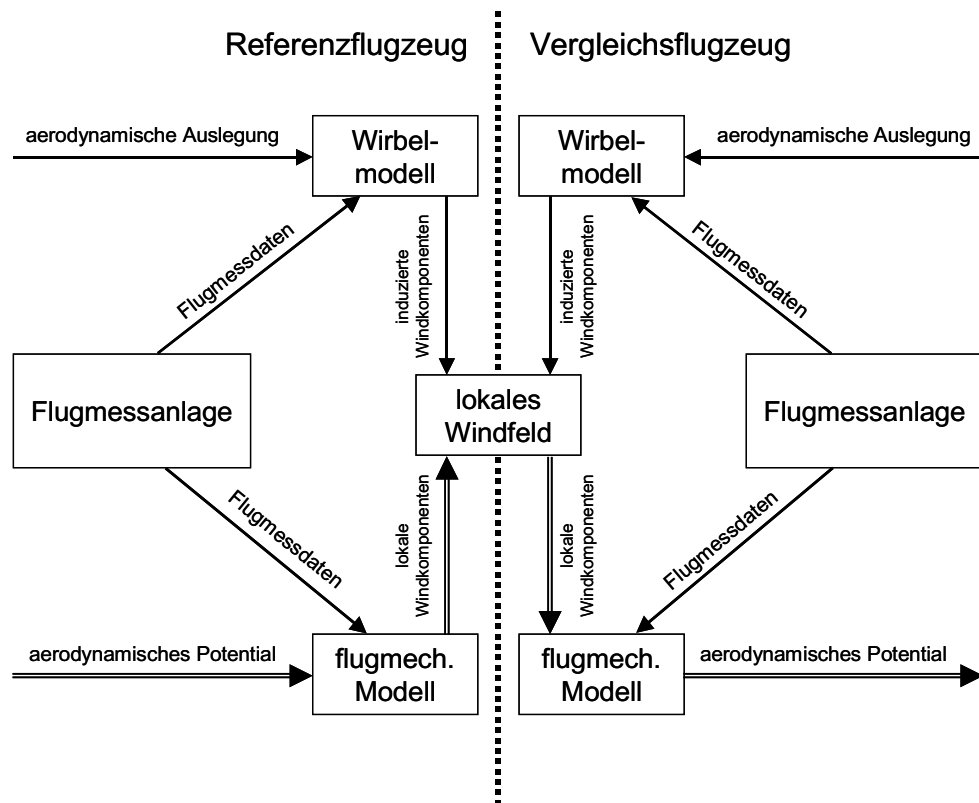 Referenzflugzeug
Vergleichsflugzeug
aerodynamische Auslegung
Wirbel-
modell
Wirbel-
modell
aerodynamische Auslegung
Flugmessdaten
induzierte
Windkomponenten
induzierte
Windkomponenten
Flugmessdaten
Flugmessanlage
lokales
Windfeld
Flugmessanlage
Flugmessdaten
lokale
Windkomponenten
lokale
Windkomponenten
Flugmessdaten
aerodynamisches Potential
flugmech.
Modell
flugmech.
Modell
aerodynamisches Potential